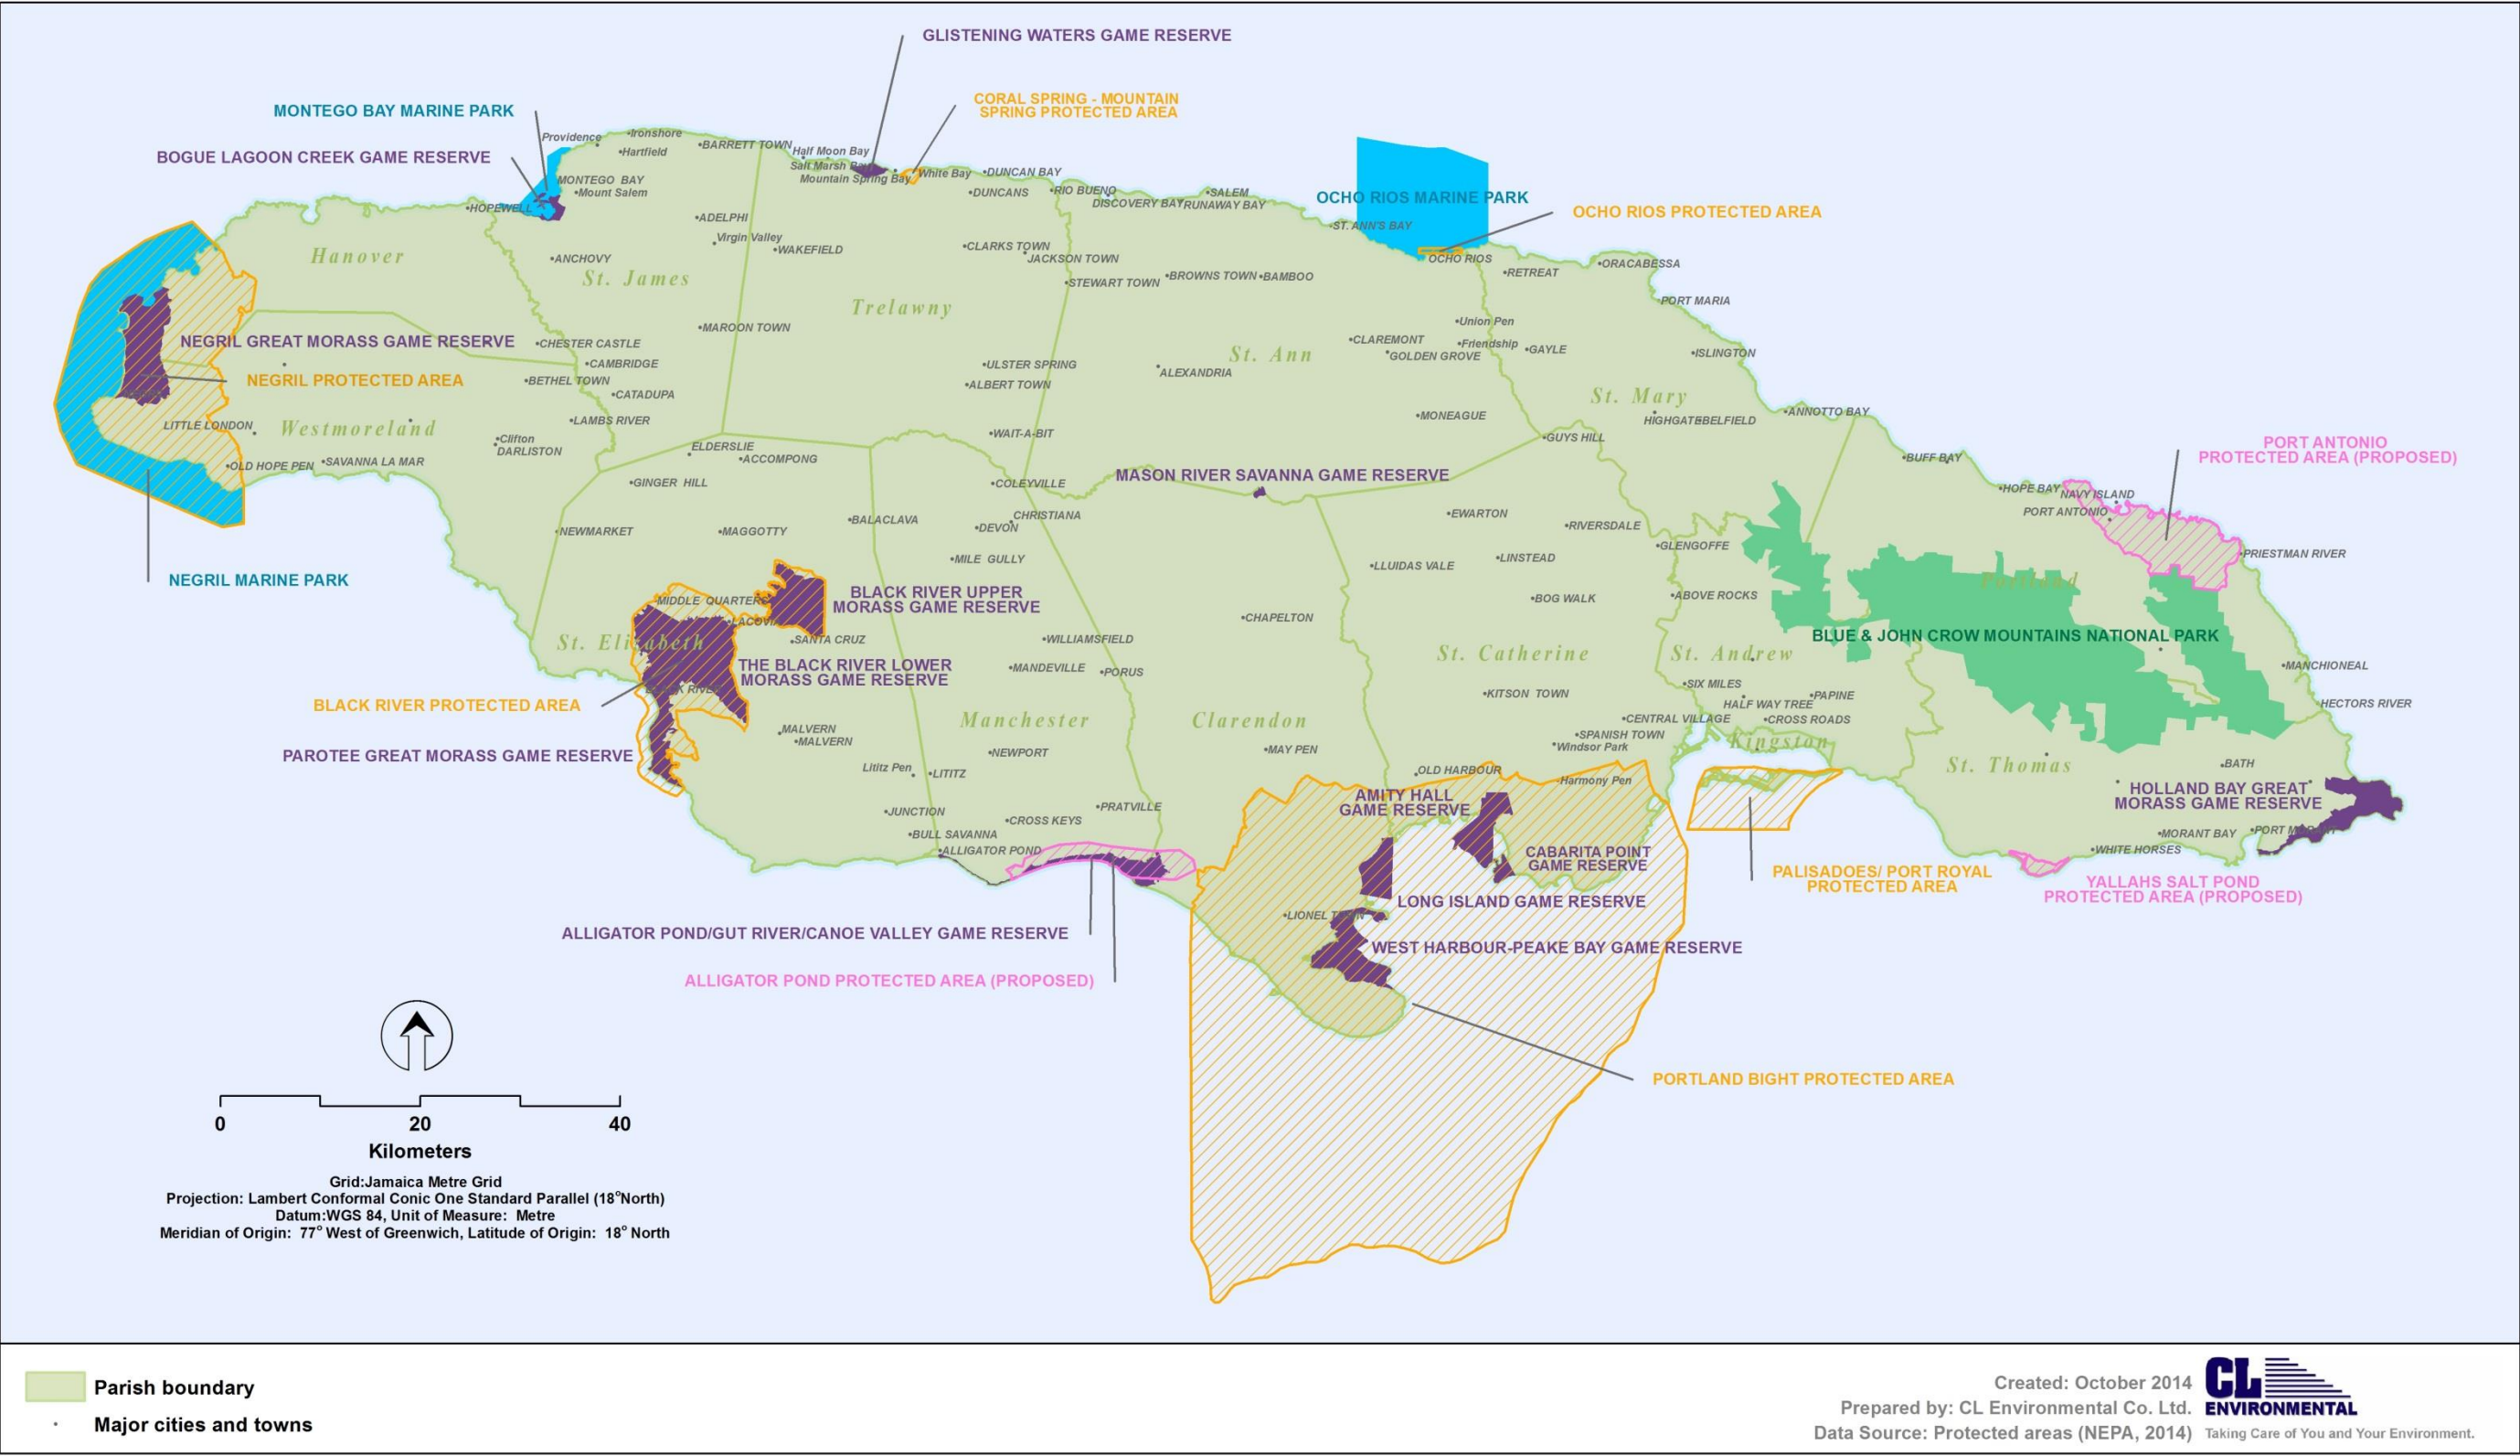 GLISTENING WATERS GAME RESERVE
CORAL SPRING - MOUNTAIN
SPRING PROTECTED AREA
MONTEGO BAY MARINE PARK
BOGUE LAGOON CREEK GAME RESERVE
Providence
•Ironshore
•Hartfield
•BARRETT TOWN
Half Moon Bay
Salt Marsh Bay
Mountain Spring Bay
White Bay
•DUNCAN BAY
•DUNCANS
•RIO BUENO
DISCOVERY BAY
•SALEM
RUNAWAY BAY
MONTEGO BAY
•Mount Salem
•HOPEWELL
•ADELPHI
Virgin Valley
•WAKEFIELD
•ANCHOVY
OCHO RIOS MARINE PARK
OCHO RIOS PROTECTED AREA
•ST. ANN'S BAY
OCHO RIOS
•RETREAT
•ORACABESSA
•PORT MARIA
Hanover
St. James
Trelawny
•CLARKS TOWN
JACKSON TOWN
•STEWART TOWN
•BROWNS TOWN
•BAMBOO
•MAROON TOWN
•Union Pen
•CLAREMONT
•Friendship
•GAYLE
•GOLDEN GROVE
•ISLINGTON
St. Ann
NEGRIL GREAT MORASS GAME RESERVE
•CHESTER CASTLE
•CAMBRIDGE
•BETHEL TOWN
•CATADUPA
•ULSTER SPRING
•ALBERT TOWN
ALEXANDRIA
NEGRIL PROTECTED AREA
St. Mary
HIGHGATE
•BELFIELD
•ANNOTTO BAY
•MONEAGUE
LITTLE LONDON
Westmoreland
•LAMBS RIVER
•Clifton
DARLISTON
•WAIT-A-BIT
•GUYS HILL
ELDERSLIE
•ACCOMPONG
•OLD HOPE PEN
•SAVANNA LA MAR
•BUFF BAY
PORT ANTONIO
PROTECTED AREA (PROPOSED)
MASON RIVER SAVANNA GAME RESERVE
•GINGER HILL
•COLEYVILLE
•HOPE BAY
NAVY ISLAND
PORT ANTONIO
•NEWMARKET
•MAGGOTTY
•BALACLAVA
CHRISTIANA
•DEVON
•EWARTON
•RIVERSDALE
•GLENGOFFE
•PRIESTMAN RIVER
•MILE GULLY
•LINSTEAD
•LLUIDAS VALE
NEGRIL MARINE PARK
Portland
BLACK RIVER UPPER
MORASS GAME RESERVE
MIDDLE QUARTERS
•LACOVIA
•BOG WALK
•ABOVE ROCKS
•CHAPELTON
St. Elizabeth
•SANTA CRUZ
•WILLIAMSFIELD
BLUE & JOHN CROW MOUNTAINS NATIONAL PARK
St. Catherine
St. Andrew
THE BLACK RIVER LOWER
MORASS GAME RESERVE
•MANDEVILLE
•PORUS
•MANCHIONEAL
BLACK RIVER
•SIX MILES
•KITSON TOWN
HALF WAY TREE
•PAPINE
HECTORS RIVER
BLACK RIVER PROTECTED AREA
Manchester
Clarendon
•CENTRAL VILLAGE
•CROSS ROADS
•MALVERN
•MALVERN
•SPANISH TOWN
Windsor Park
Kingston
PAROTEE GREAT MORASS GAME RESERVE
•NEWPORT
•MAY PEN
St. Thomas
•BATH
Lititz Pen
•LITITZ
OLD HARBOUR
Harmony Pen
HOLLAND BAY GREAT
MORASS GAME RESERVE
AMITY HALL
GAME RESERVE
•JUNCTION
•PRATVILLE
•CROSS KEYS
•BULL SAVANNA
•ALLIGATOR POND
•MORANT BAY
•WHITE HORSES
CABARITA POINT
GAME RESERVE
PALISADOES/ PORT ROYAL
PROTECTED AREA
YALLAHS SALT POND
PROTECTED AREA (PROPOSED)
LONG ISLAND GAME RESERVE
•LIONEL TOWN
ALLIGATOR POND/GUT RIVER/CANOE VALLEY GAME RESERVE
WEST HARBOUR-PEAKE BAY GAME RESERVE
ALLIGATOR POND PROTECTED AREA (PROPOSED)
PORTLAND BIGHT PROTECTED AREA
0 20 40
Kilometers
Grid:Jamaica Metre Grid
Projection: Lambert Conformal Conic One Standard Parallel (18°North)
Datum:WGS 84, Unit of Measure: Metre
Meridian of Origin: 77° West of Greenwich, Latitude of Origin: 18° North
Parish boundary
Major cities and towns
Created: October 2014
Prepared by: CL Environmental Co. Ltd.
Data Source: Protected areas (NEPA, 2014)
CL
ENVIRONMENTAL
Taking Care of You and Your Environment.